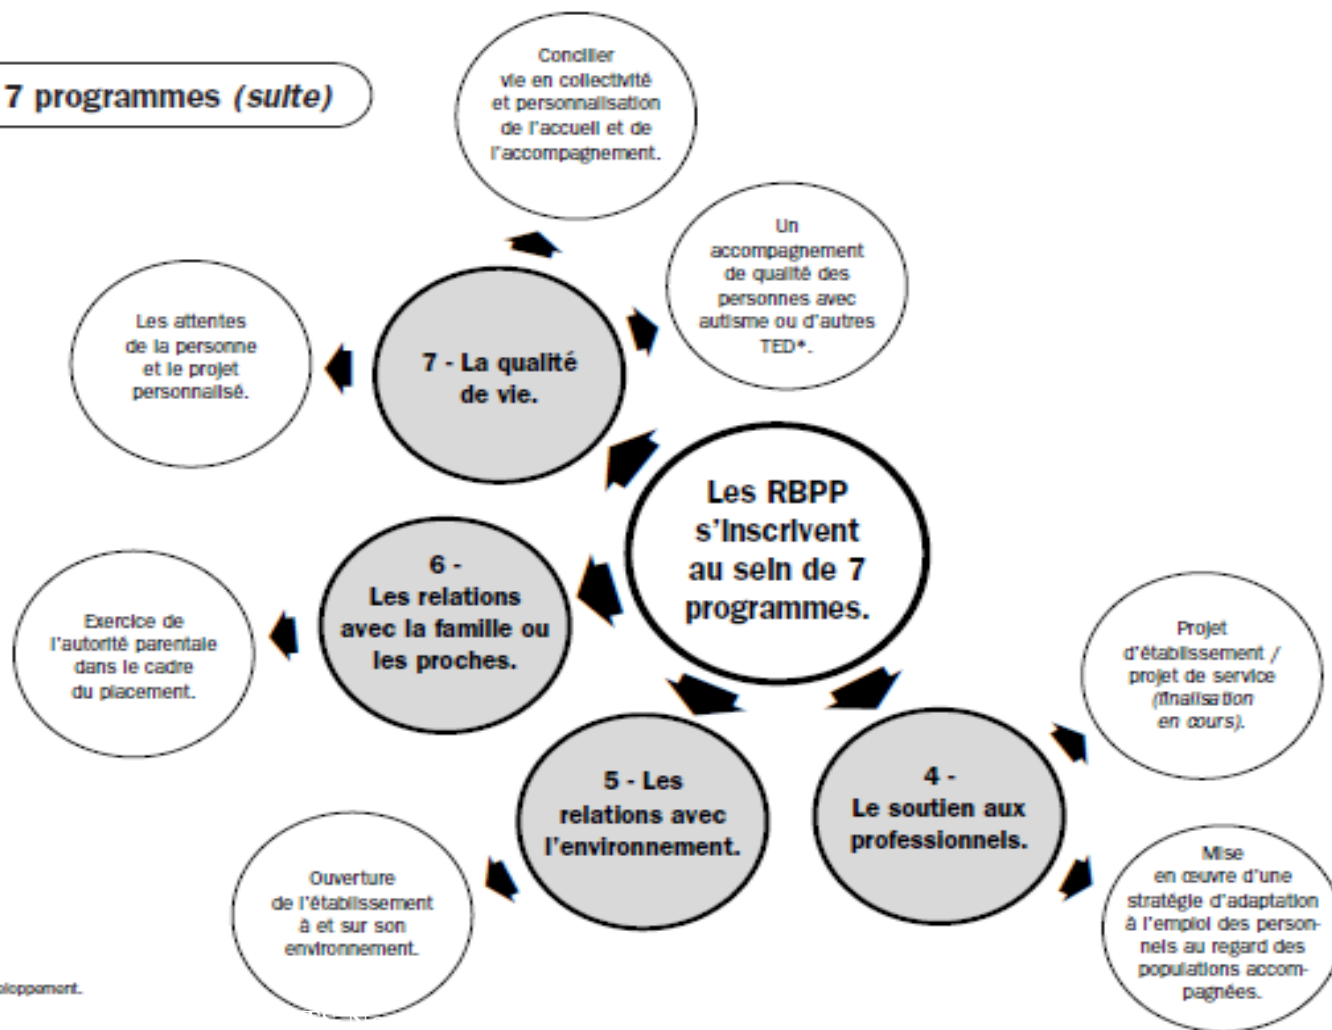 7 programmes (suite)
Concilier
vie en collectivité
et personnalisation
de l'accueil et de
l'accompagnement.
Un
accompagnement
de qualité des
personnes avec
autisme ou d'autres
TED*.
Les attentes
de la personne
et le projet
personnalisé.
7 - La qualité
de vie.
Les RBPP
s'inscrivent
au sein de 7
programmes.
6 -
Les relations
avec la famille ou
les proches.
Exercice de
l'autorité parentale
dans le cadre
du placement.
Projet
d'établissement /
projet de service
(finalisation
en cours).
5 - Les
relations avec
l'environnement.
4 -
Le soutien aux
professionnels.
Ouverture
de l'établissement
à et sur son
environnement.
Mise
en œuvre d'une
stratégie d'adaptation
à l'emploi des person-
nels au regard des
populations accom-
pagnées.
eloppement.